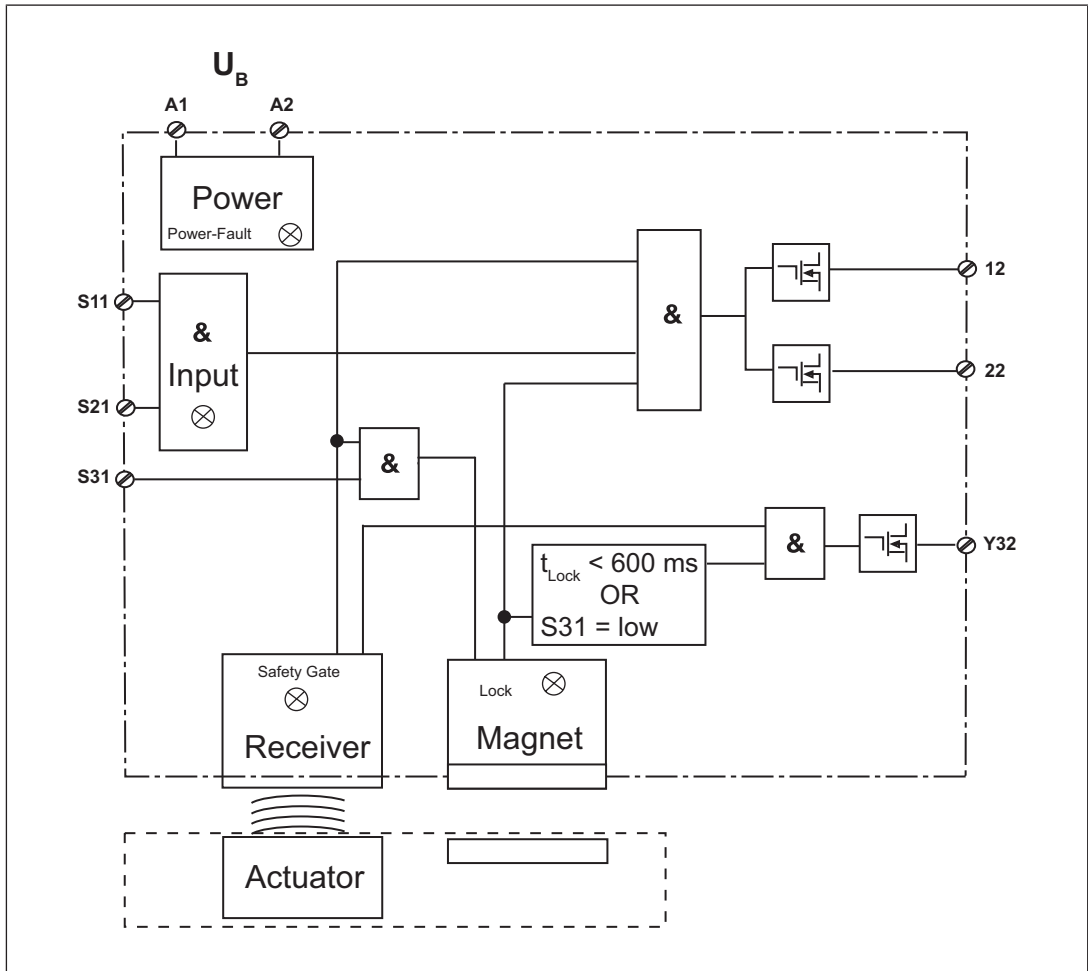 U_B
A1
A2
Power
Power-Fault
S11
&
Input
S21
S31
&
&
12
22
t_Lock < 600 ms
OR
S31 = low
&
Y32
Safety Gate
Receiver
Lock
Magnet
Actuator